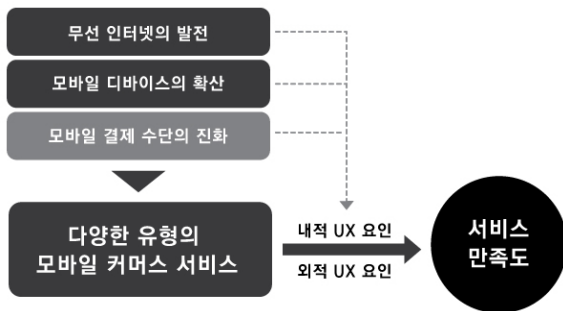 무선 인터넷의 발전
모바일 디바이스의 확산
모바일 결제 수단의 진화
다양한 유형의
모바일 커머스 서비스
내적 UX 요인
외적 UX 요인
서비스
만족도